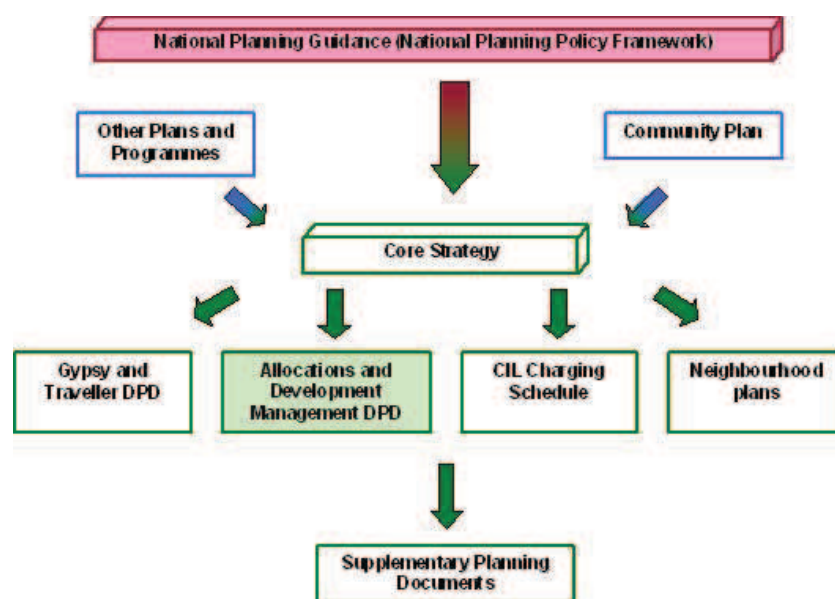 National Planning Guidance (National Planning Policy Framework)
Other Plans and
Programmes
Community Plan
Core Strategy
Gypsy and
Traveller DPD
Allocations and
Development
Management DPD
CIL Charging
Schedule
Neighbourhood
plans
Supplementary Planning
Documents